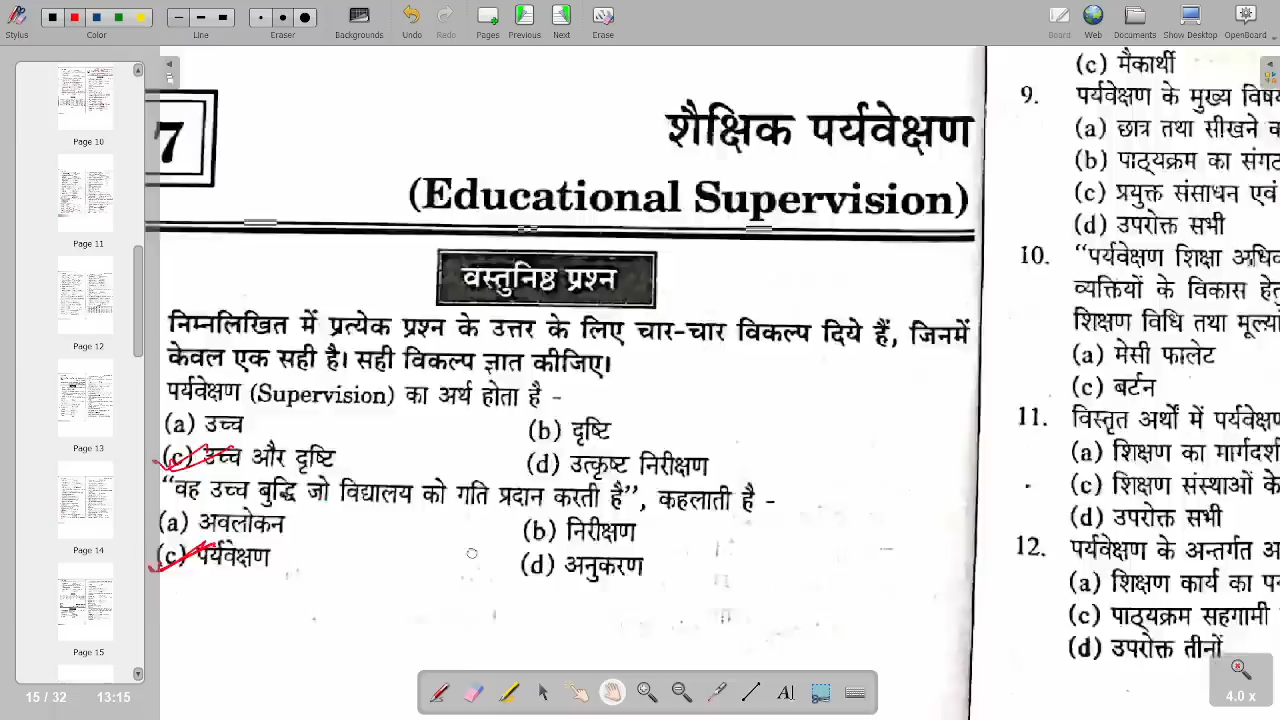 Stylus
Color
Line
Eraser
Backgrounds
Undo
Redo
Pages
Previous
Next
Erase
Board
Web
Documents
Show Desktop
OpenBoard
Page 10
Page 11
Page 12
Page 13
Page 14
Page 15
7
शैक्षिक पर्यवेक्षण
(Educational Supervision)
वस्तुनिष्ठ प्रश्न
निम्नलिखित में प्रत्येक प्रश्न के उत्तर के लिए चार-चार विकल्प दिये हैं, जिनमें
केवल एक सही है। सही विकल्प ज्ञात कीजिए।
पर्यवेक्षण (Supervision) का अर्थ होता है -
(a) उच्च (b) दृष्टि
(c) उच्च और दृष्टि (d) उत्कृष्ट निरीक्षण
“वह उच्च बुद्धि जो विद्यालय को गति प्रदान करती है”, कहलाती है -
(a) अवलोकन (b) निरीक्षण
(c) पर्यवेक्षण (d) अनुकरण
(c) मैकार्थी
9. पर्यवेक्षण के मुख्य
(a) छात्र तथा सीखने
(b) पाठ्यक्रम का
(c) प्रयुक्त संसाधन एवं
(d) उपरोक्त सभी
10. “पर्यवेक्षण शिक्षा
व्यक्तियों के विकास
शिक्षण विधि तथा
(a) मेसी फालेट
(c) बर्टन
11. विस्तृत अर्थों में
(a) शिक्षण का
(c) शिक्षण संस्थाओं
(d) उपरोक्त सभी
12. पर्यवेक्षण के अन्तर्गत
(a) शिक्षण कार्य का
(c) पाठ्यक्रम सहगामी
(d) उपरोक्त तीनों
15 / 32 13:15
4.0 x